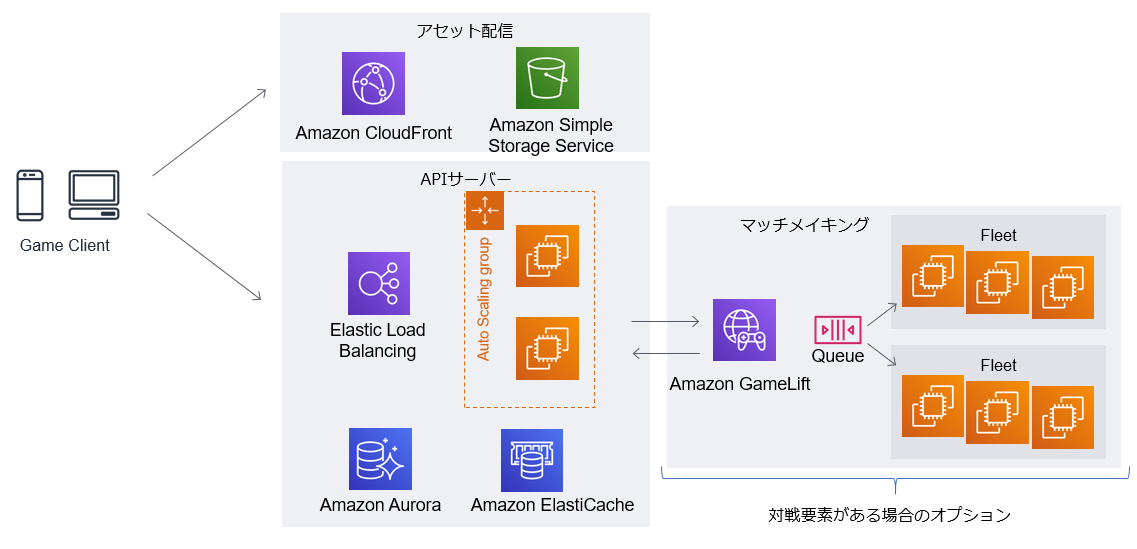 アセット配信
Amazon CloudFront
Amazon Simple
Storage Service
Game Client
APIサーバー
Auto Scaling group
Elastic Load
Balancing
Amazon Aurora
Amazon ElastiCache
マッチメイキング
Amazon GameLift
Queue
Fleet
Fleet
対戦要素がある場合のオプション